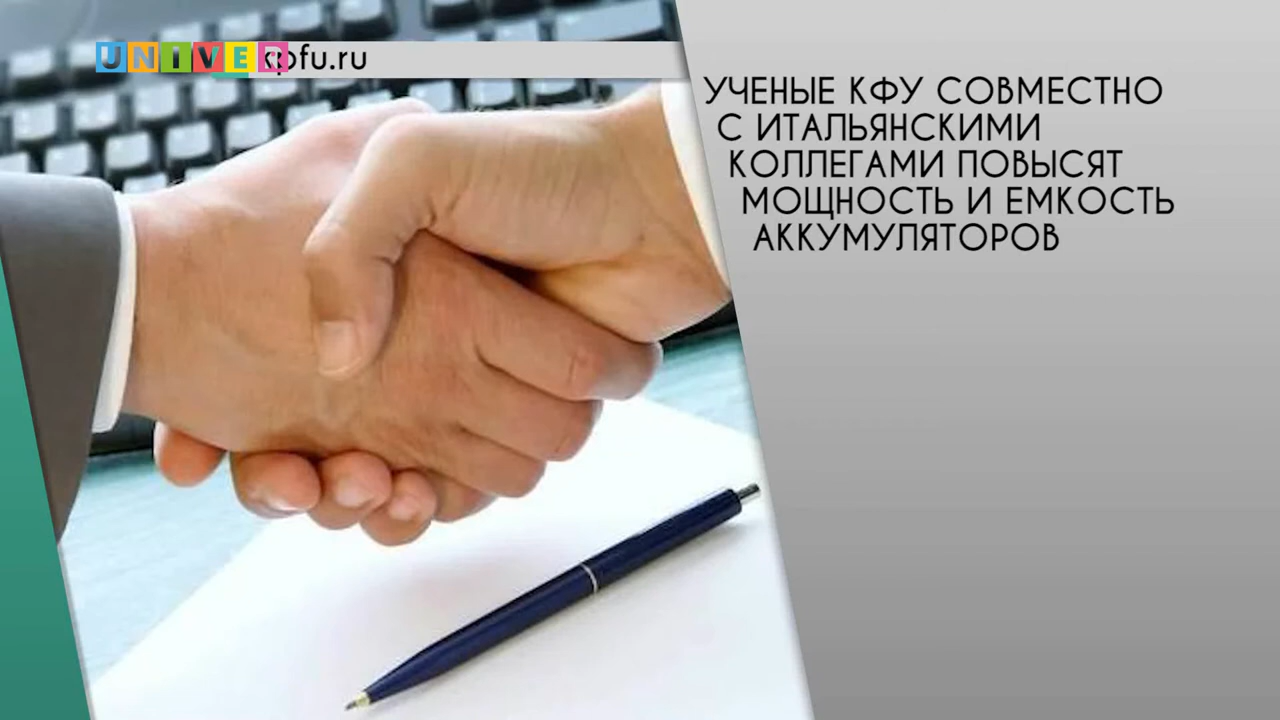 UNIVER
kpfu.ru
УЧЕНЫЕ КФУ СОВМЕСТНО
С ИТАЛЬЯНСКИМИ
КОЛЛЕГАМИ ПОВЫСЯТ
МОЩНОСТЬ И ЕМКОСТЬ
АККУМУЛЯТОРОВ